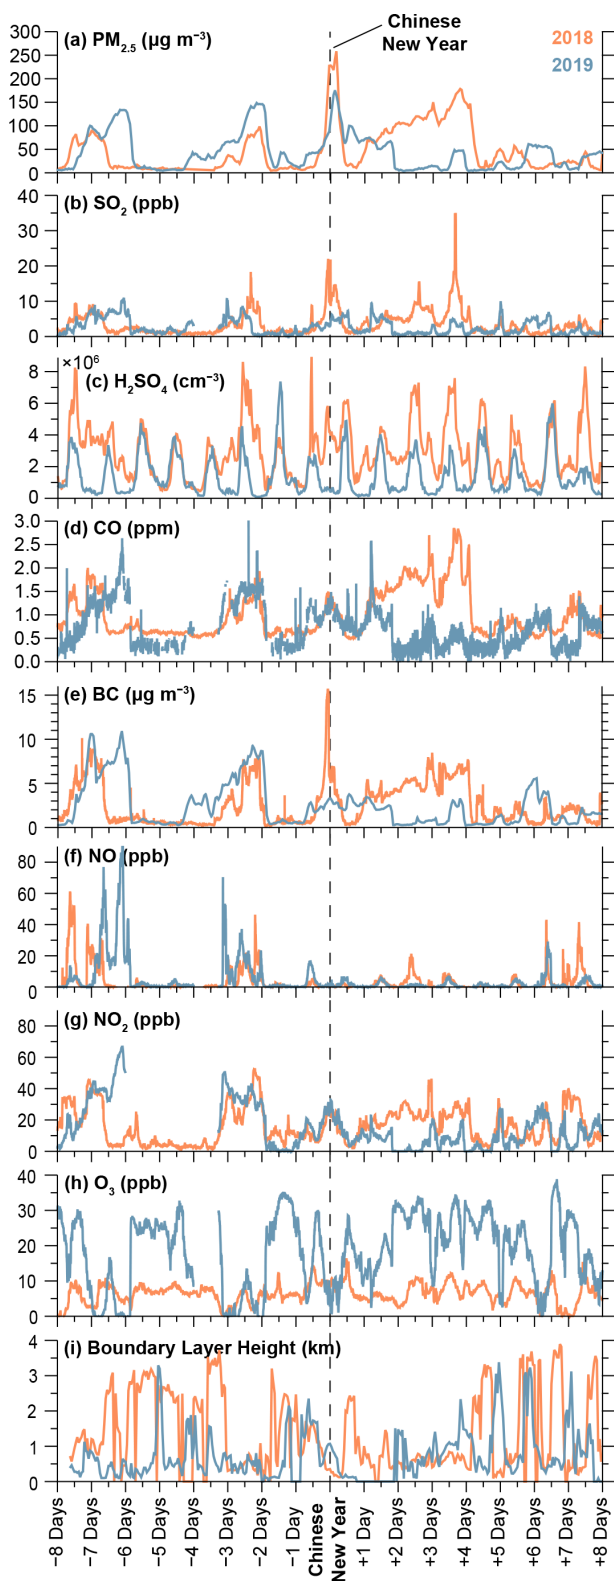 Chinese
New Year
(a) PM₂.₅ (µg m⁻³)
2018
2019
300
250
200
150
100
50
0
(b) SO₂ (ppb)
40
30
20
10
0
×10⁶
(c) H₂SO₄ (cm⁻³)
8
6
4
2
0
(d) CO (ppm)
3.0
2.5
2.0
1.5
1.0
0.5
0.0
(e) BC (µg m⁻³)
15
10
5
0
(f) NO (ppb)
80
60
40
20
0
(g) NO₂ (ppb)
80
60
40
20
0
(h) O₃ (ppb)
40
30
20
10
0
(i) Boundary Layer Height (km)
4
3
2
1
0
−8 Days
−7 Days
−6 Days
−5 Days
−4 Days
−3 Days
−2 Days
−1 Day
Chinese
New Year
+1 Day
+2 Days
+3 Days
+4 Days
+5 Days
+6 Days
+7 Days
+8 Days